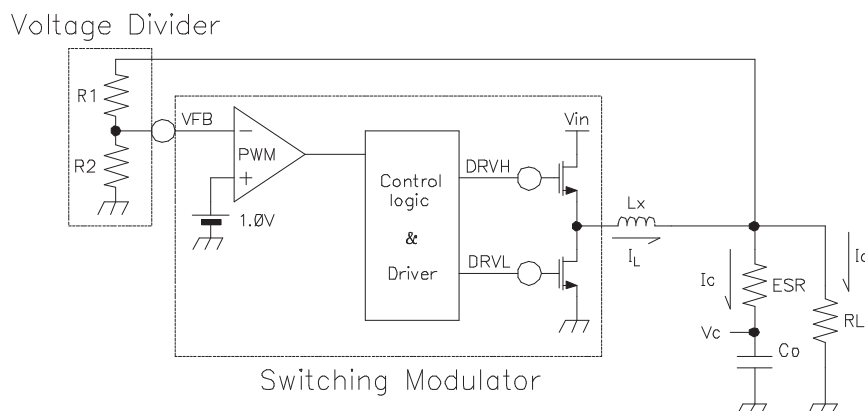 Voltage Divider
R1
VFB
R2
PWM
1.0V
Control
logic
&
Driver
DRVH
DRVL
Vin
Lx
IL
Ic
ESR
Vc
Co
RL
Switching Modulator